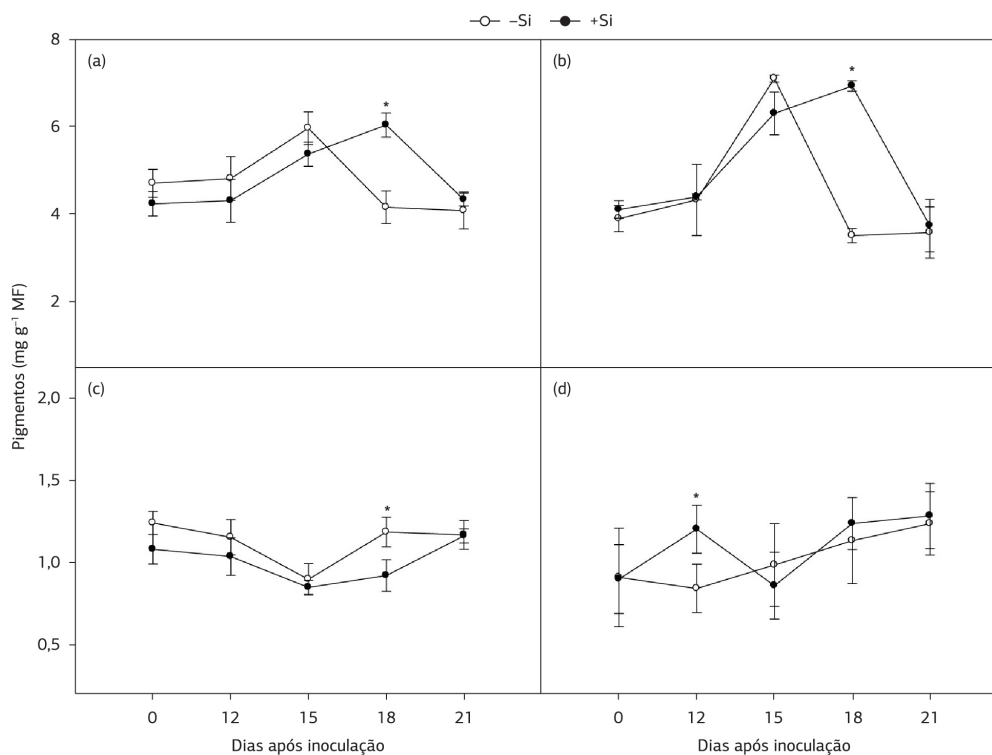 –Si +Si
8
6
4
2
(a)
*
(b)
*
Pigmentos (mg g⁻¹ MF)
2,0
1,5
1,0
0,5
(c)
*
(d)
*
0 12 15 18 21
0 12 15 18 21
Dias após inoculação
Dias após inoculação